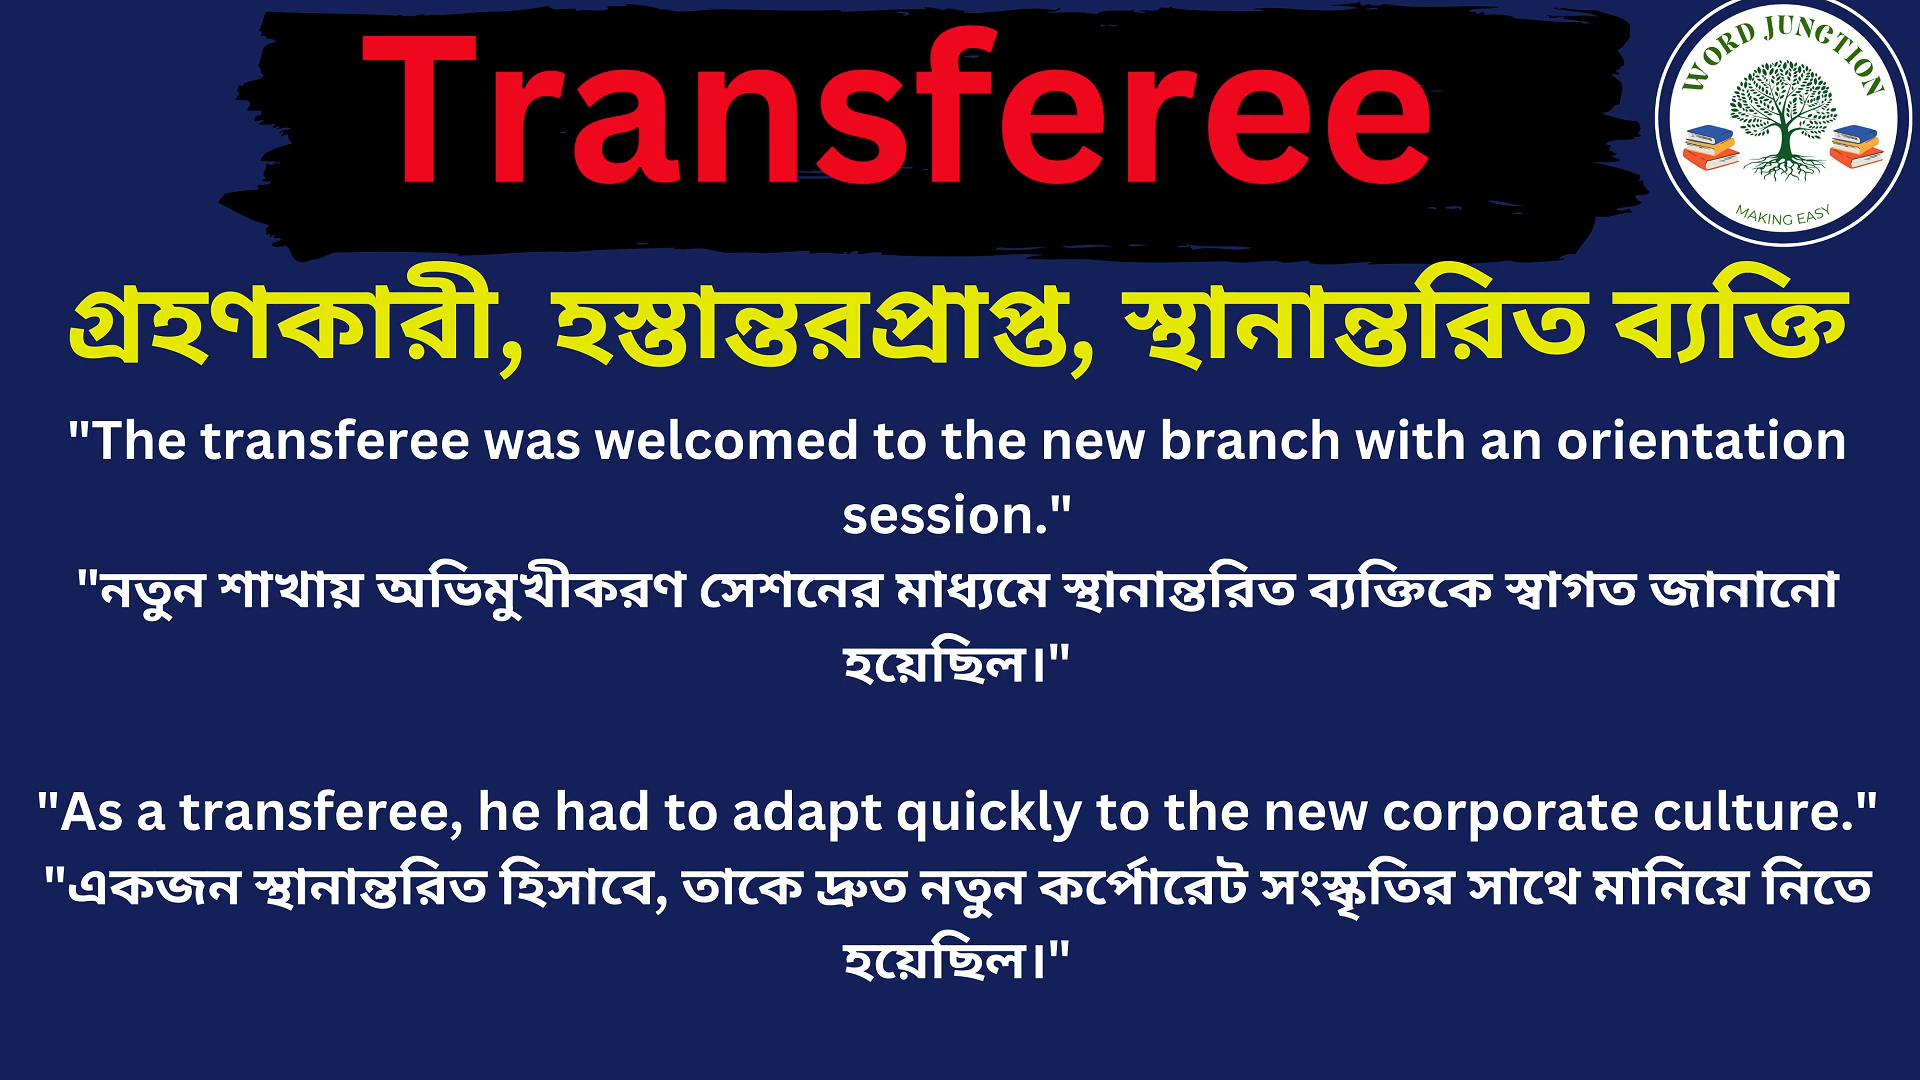 Transferee
WORD JUNCTION
MAKING EASY
গ্রহণকারী, হস্তান্তরপ্রাপ্ত, স্থানান্তরিত ব্যক্তি
"The transferee was welcomed to the new branch with an orientation
session."
"নতুন শাখায় অভিমুখীকরণ সেশনের মাধ্যমে স্থানান্তরিত ব্যক্তিকে স্বাগত জানানো
হয়েছিল।"
"As a transferee, he had to adapt quickly to the new corporate culture."
"একজন স্থানান্তরিত হিসাবে, তাকে দ্রুত নতুন কর্পোরেট সংস্কৃতির সাথে মানিয়ে নিতে
হয়েছিল।"